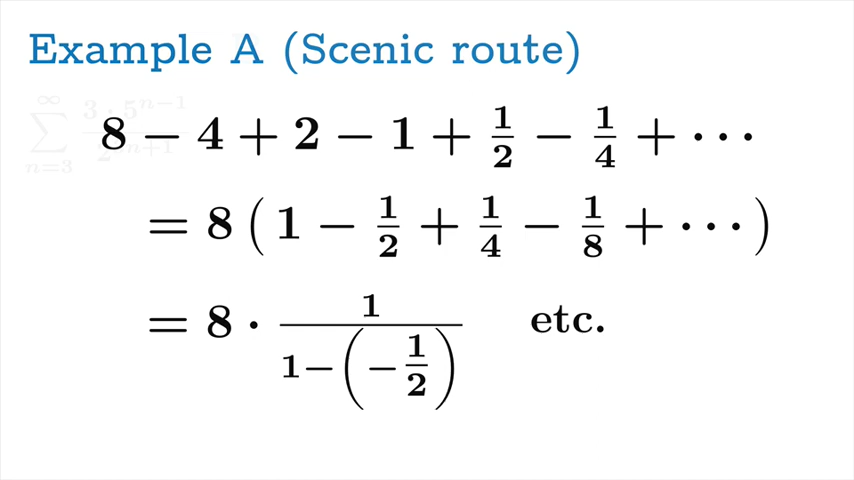 Example A (Scenic route)
8 − 4 + 2 − 1 + 1/2 − 1/4 + ···
= 8 ( 1 − 1/2 + 1/4 − 1/8 + ··· )
= 8 · 1/(1−(−1/2)) etc.